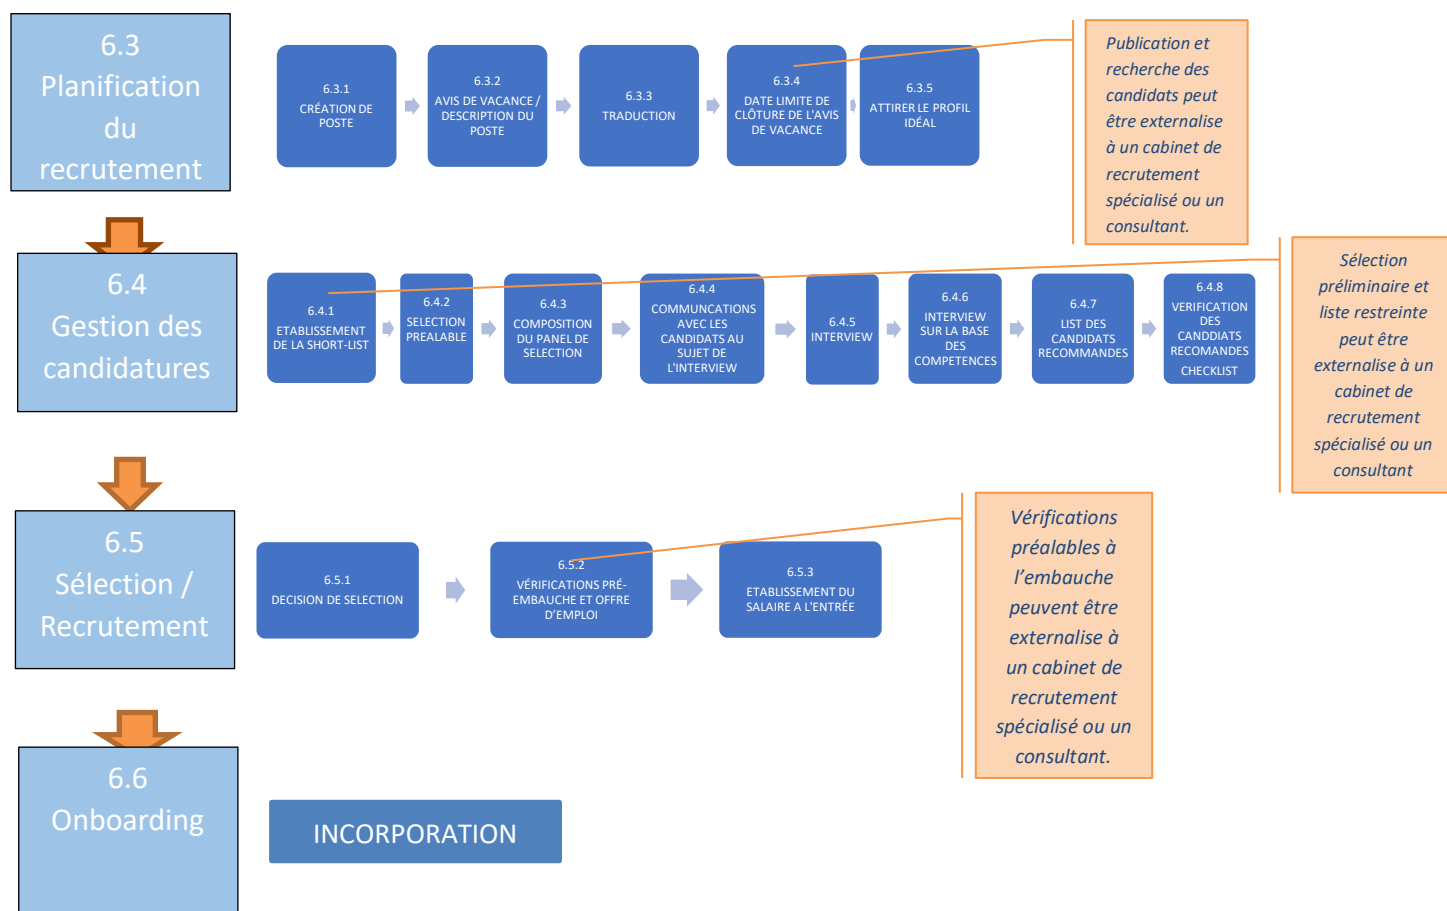 6.3
Planification
du
recrutement
6.3.1
CRÉATION DE
POSTE
6.3.2
AVIS DE VACANCE /
DESCRIPTION DU
POSTE
6.3.3
TRADUCTION
6.3.4
DATE LIMITE DE
CLÔTURE DE L'AVIS
DE VACANCE
6.3.5
ATTIRER LE PROFIL
IDÉAL
Publication et
recherche des
candidats peut
être externalise
à un cabinet de
recrutement
spécialisé ou un
consultant.
6.4
Gestion des
candidatures
6.4.1
ETABLISSEMENT
DE LA SHORT-LIST
6.4.2
SELECTION
PREALABLE
6.4.3
COMPOSITION
DU PANEL DE
SELECTION
6.4.4
COMMUNCATIONS
AVEC LES
CANDIDATS AU
SUJET DE
L'INTERVIEW
6.4.5
INTERVIEW
6.4.6
INTERVIEW
SUR LA BASE
DES
COMPETENCES
6.4.7
LIST DES
CANDIDATS
RECOMMANDES
6.4.8
VERIFICATION
DES
CANDDIATS
RECOMANDES
CHECKLIST
Sélection
préliminaire et
liste restreinte
peut être
externalise à un
cabinet de
recrutement
spécialisé ou un
consultant
6.5
Sélection /
Recrutement
6.5.1
DECISION DE SELECTION
6.5.2
VÉRIFICATIONS PRÉ-
EMBAUCHE ET OFFRE
D'EMPLOI
6.5.3
ETABLISSEMENT DU
SALAIRE A L'ENTRÉE
Vérifications
préalables à
l'embauche
peuvent être
externalise à
un cabinet de
recrutement
spécialisé ou un
consultant.
6.6
Onboarding
INCORPORATION